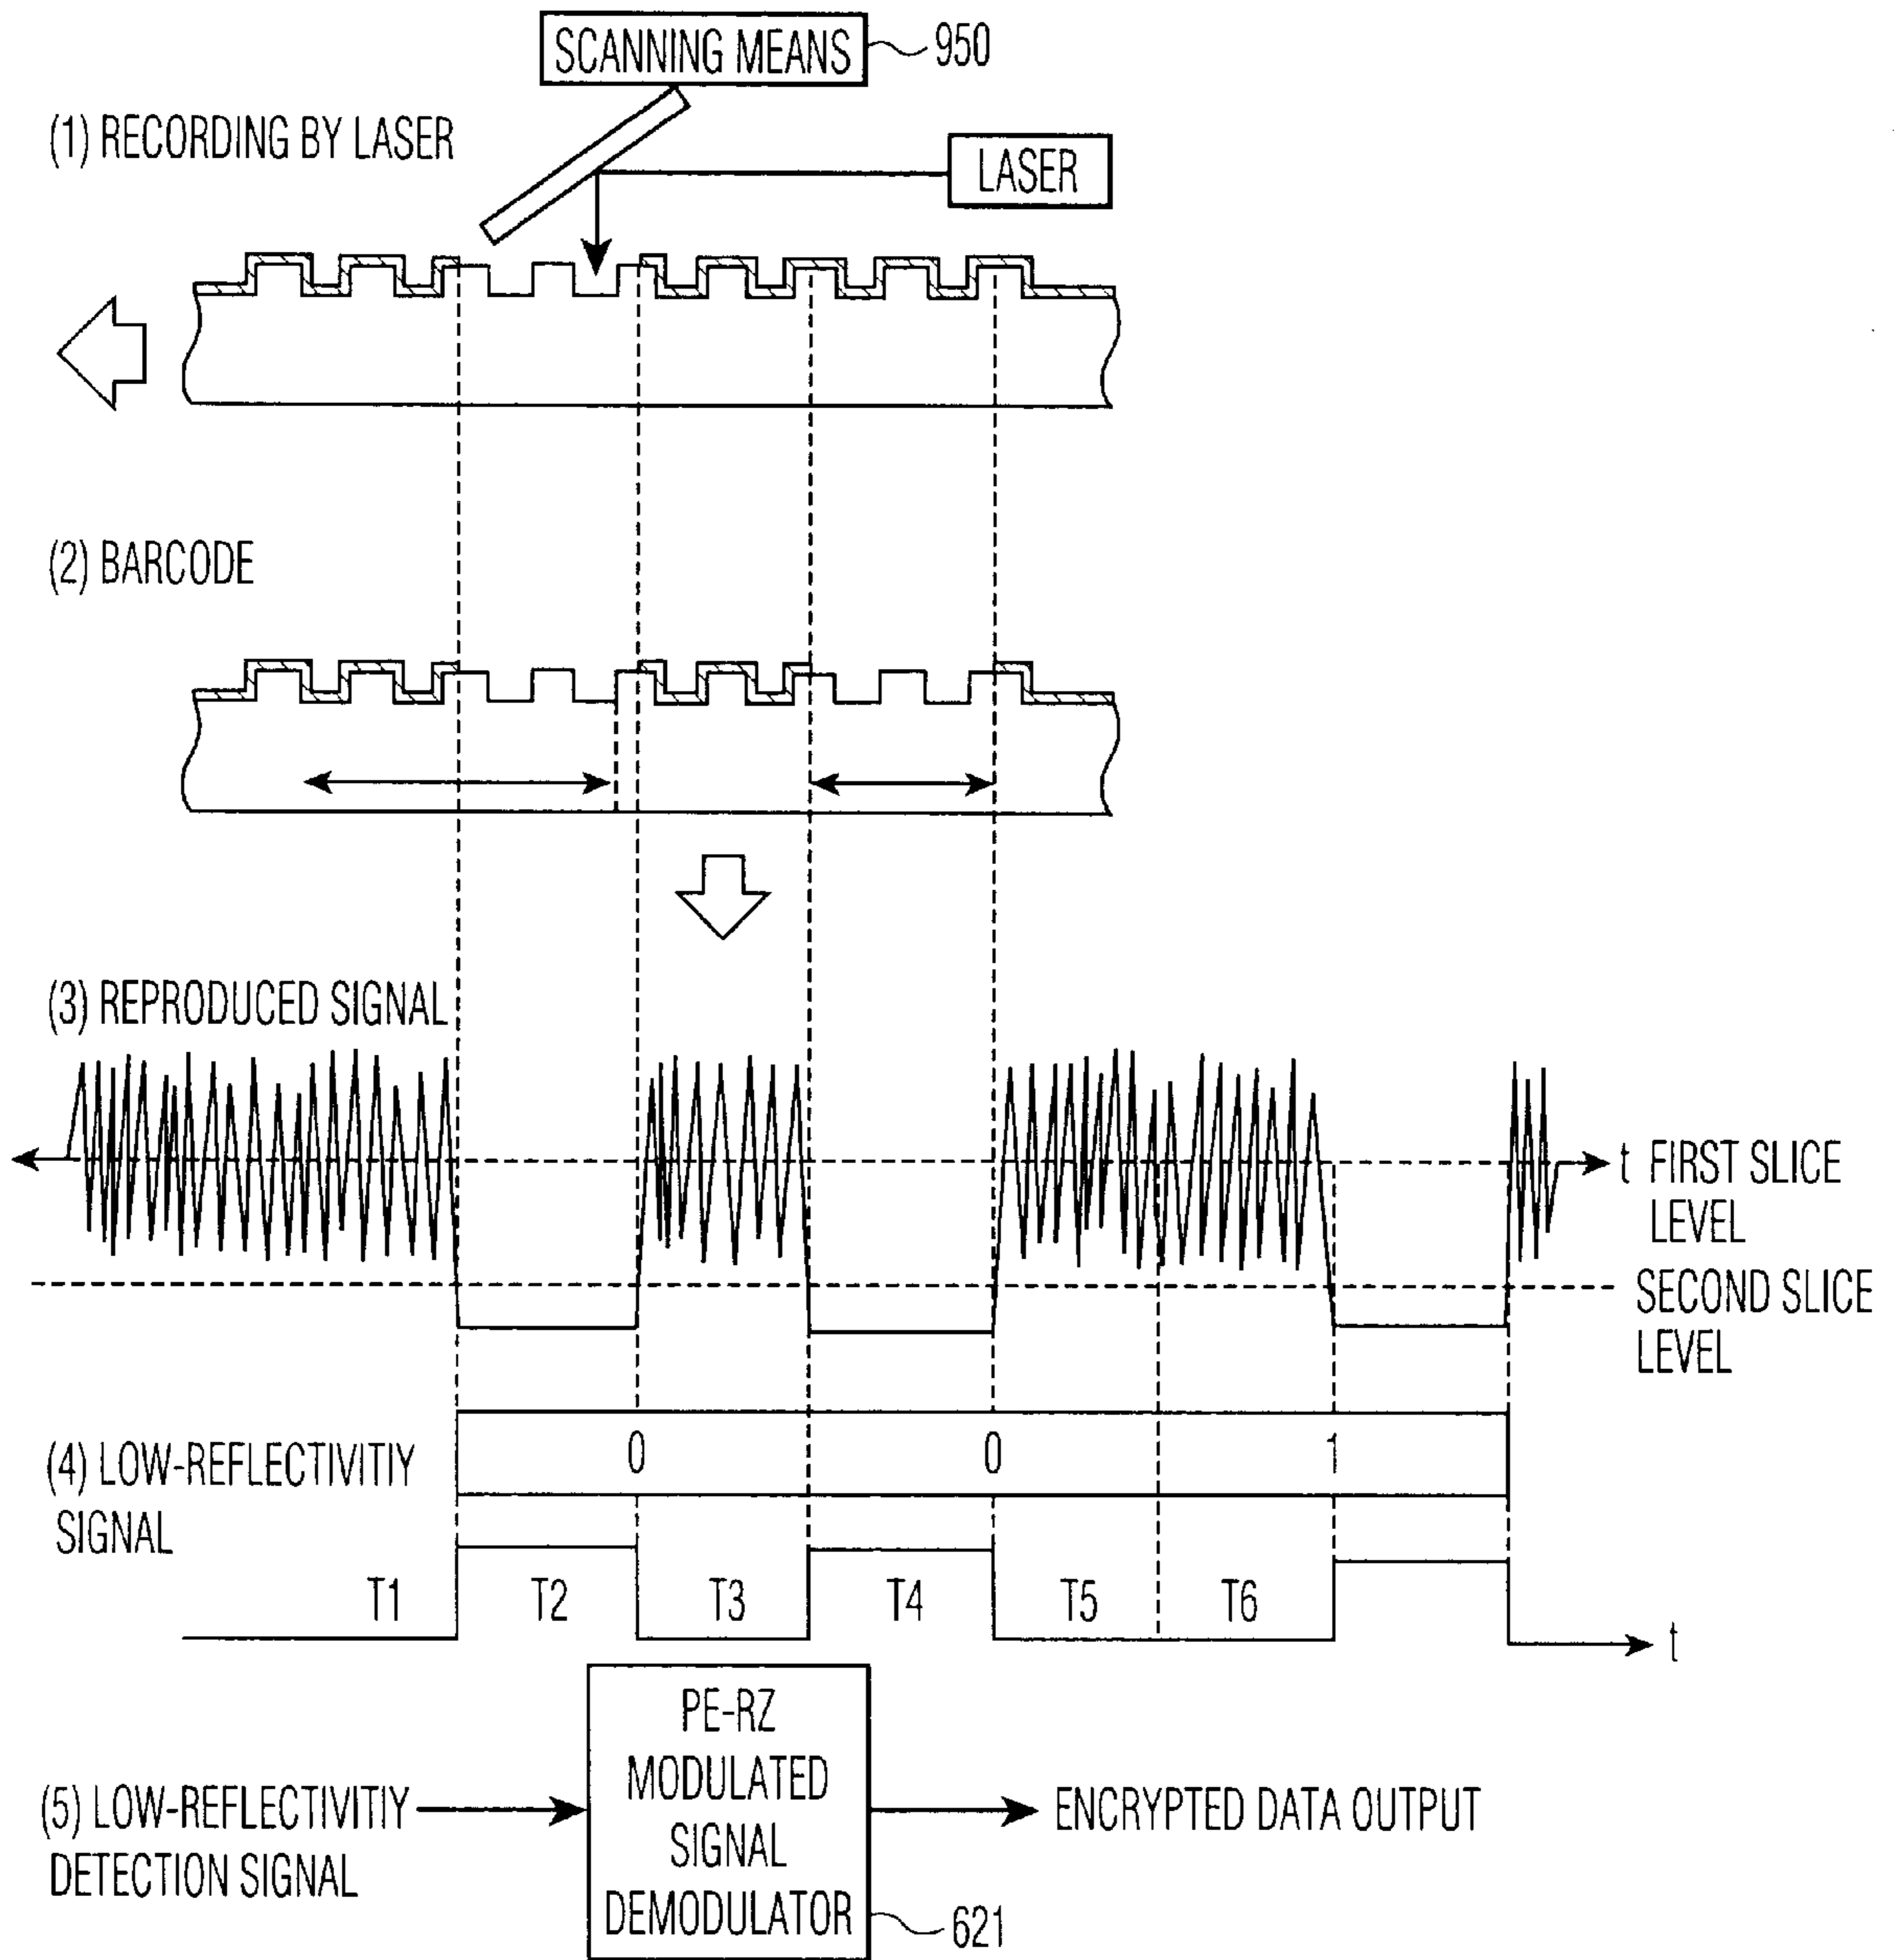 SCANNING MEANS
950
(1) RECORDING BY LASER
LASER
(2) BARCODE
(3) REPRODUCED SIGNAL
t FIRST SLICE
LEVEL
SECOND SLICE
LEVEL
(4) LOW-REFLECTIVITIY
SIGNAL
0 0 1
T1 T2 T3 T4 T5 T6
t
PE-RZ
MODULATED
SIGNAL
DEMODULATOR
(5) LOW-REFLECTIVITIY
DETECTION SIGNAL
ENCRYPTED DATA OUTPUT
621